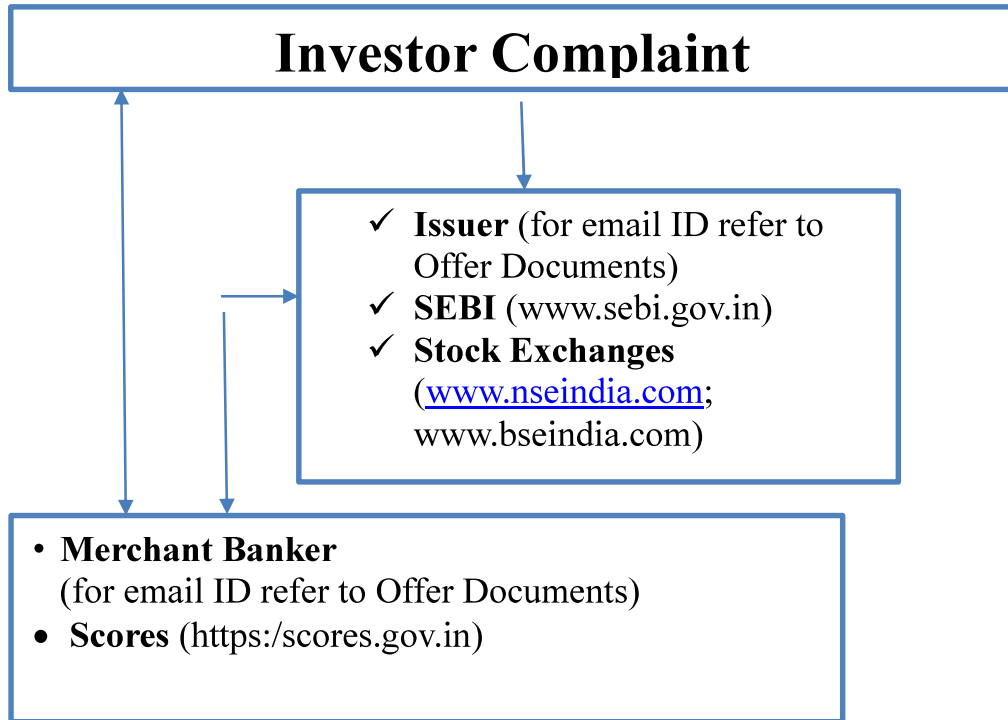 Investor Complaint
✓ Issuer (for email ID refer to
Offer Documents)
✓ SEBI (www.sebi.gov.in)
✓ Stock Exchanges
(www.nseindia.com;
www.bseindia.com)
• Merchant Banker
(for email ID refer to Offer Documents)
• Scores (https:/scores.gov.in)